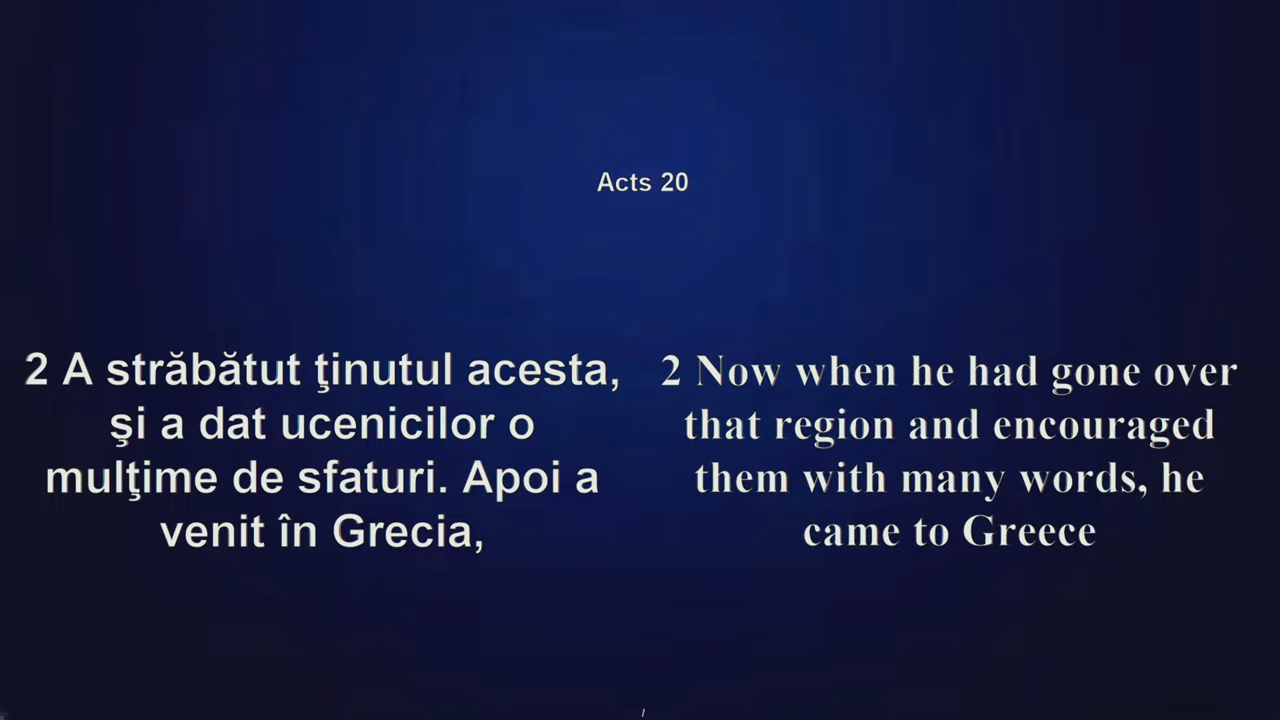 Acts 20
2 A străbătut ţinutul acesta,
şi a dat ucenicilor o
mulţime de sfaturi. Apoi a
venit în Grecia,
2 Now when he had gone over
that region and encouraged
them with many words, he
came to Greece
/